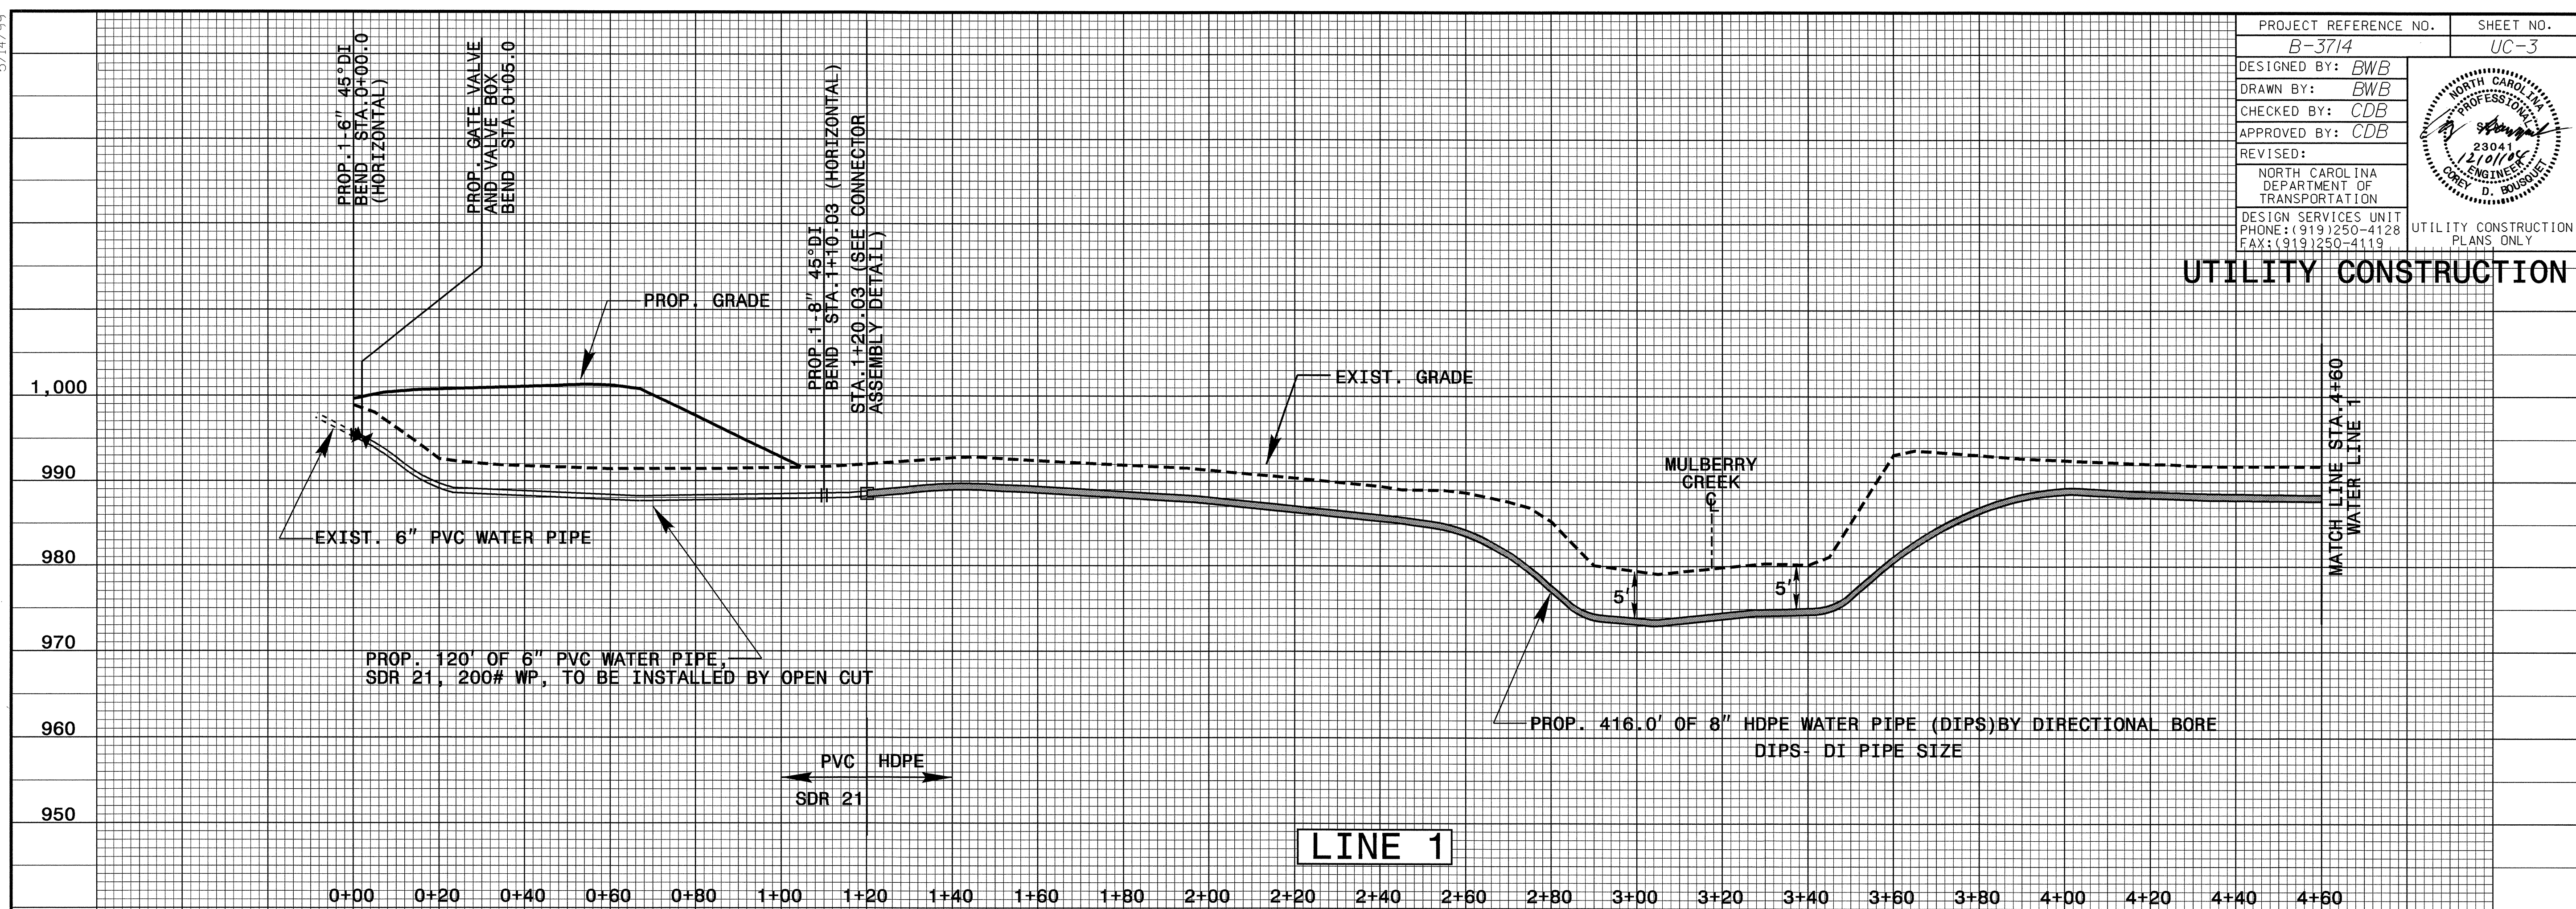 PROJECT REFERENCE NO.
SHEET NO.
B-3714
UC-3
DESIGNED BY: BWB
DRAWN BY: BWB
CHECKED BY: CDB
APPROVED BY: CDB
REVISED:
NORTH CAROLINA
DEPARTMENT OF
TRANSPORTATION
DESIGN SERVICES UNIT
PHONE:(919)250-4128
FAX:(919)250-4119
NORTH CAROLINA
PROFESSIONAL
23041
ENGINEER
COREY D. BOUSQUET
UTILITY CONSTRUCTION
PLANS ONLY
UTILITY CONSTRUCTION
PROP.1-6" 45°DI
BEND STA.0+00.0
(HORIZONTAL)
PROP. GATE VALVE
AND VALVE BOX
BEND STA.0+05.0
PROP.1-8" 45°DI
BEND STA.1+10.03 (HORIZONTAL)
STA.1+20.03 (SEE CONNECTOR
ASSEMBLY DETAIL)
PROP. GRADE
EXIST. GRADE
MULBERRY
CREEK
CL
MATCH LINE STA.4+60
WATER LINE 1
1,000
990
980
970
960
950
EXIST. 6" PVC WATER PIPE
5'
5'
PROP. 120' OF 6" PVC WATER PIPE,
SDR 21, 200# WP, TO BE INSTALLED BY OPEN CUT
PROP. 416.0' OF 8" HDPE WATER PIPE (DIPS)BY DIRECTIONAL BORE
DIPS- DI PIPE SIZE
PVC HDPE
SDR 21
LINE 1
0+00 0+20 0+40 0+60 0+80 1+00 1+20 1+40 1+60 1+80 2+00 2+20 2+40 2+60 2+80 3+00 3+20 3+40 3+60 3+80 4+00 4+20 4+40 4+60